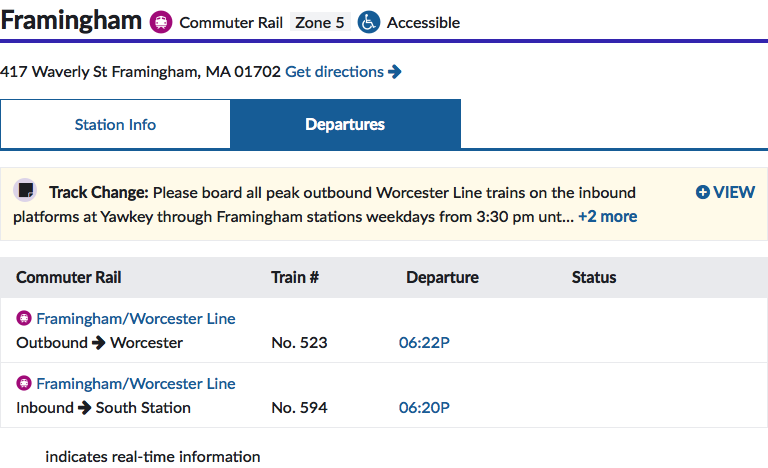 Framingham Commuter Rail Zone 5 Accessible
417 Waverly St Framingham, MA 01702 Get directions
Station Info Departures
Track Change: Please board all peak outbound Worcester Line trains on the inbound VIEW
platforms at Yawkey through Framingham stations weekdays from 3:30 pm unt... +2 more
Commuter Rail Train # Departure Status
Framingham/Worcester Line
Outbound → Worcester No. 523 06:22P
Framingham/Worcester Line
Inbound → South Station No. 594 06:20P
indicates real-time information